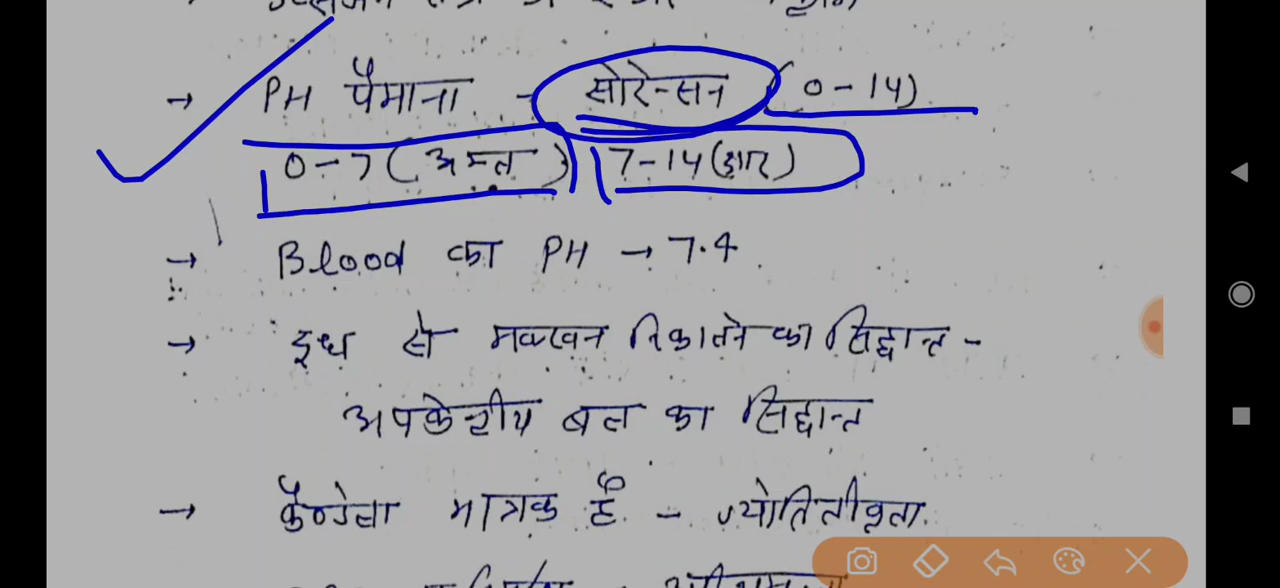 → PH पैमाना - सोरेन्सन (0-14)
0-7 (अम्ल) 7-14 (क्षार)
→ Blood का PH → 7.4
→ दूध से मक्खन निकालने का सिद्धान्त -
अपकेन्द्रीय बल का सिद्धान्त
→ कैण्डेला मात्रक है - ज्योतितीव्रता